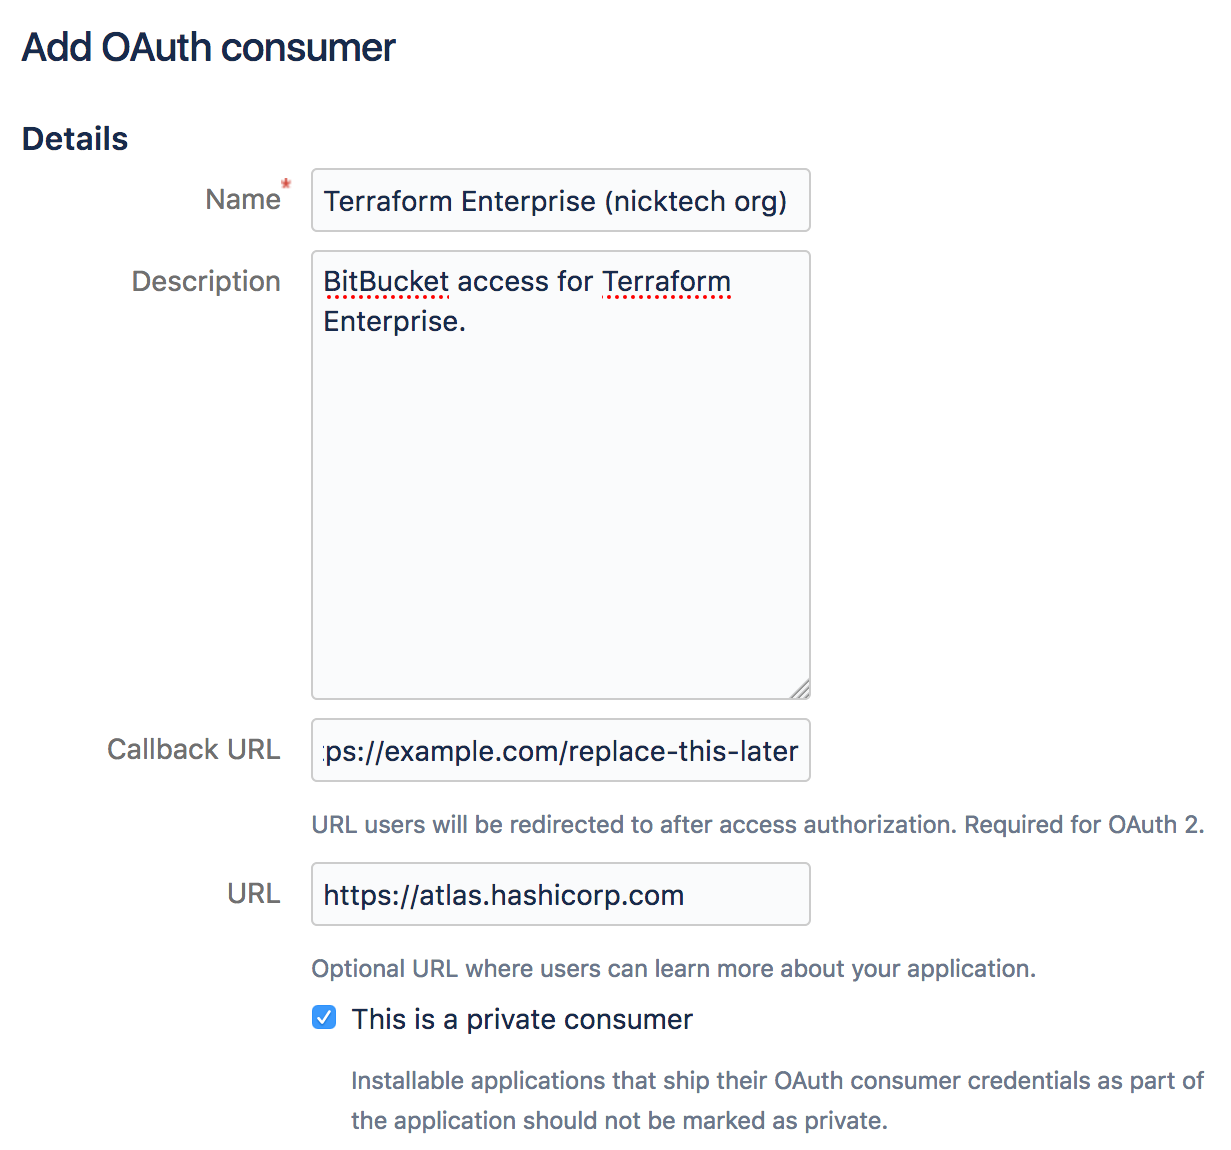 Add OAuth consumer
Details
Name*
Terraform Enterprise (nicktech org)
Description
BitBucket access for Terraform
Enterprise.
Callback URL
tps://example.com/replace-this-later
URL users will be redirected to after access authorization. Required for OAuth 2.
URL
https://atlas.hashicorp.com
Optional URL where users can learn more about your application.
This is a private consumer
Installable applications that ship their OAuth consumer credentials as part of
the application should not be marked as private.